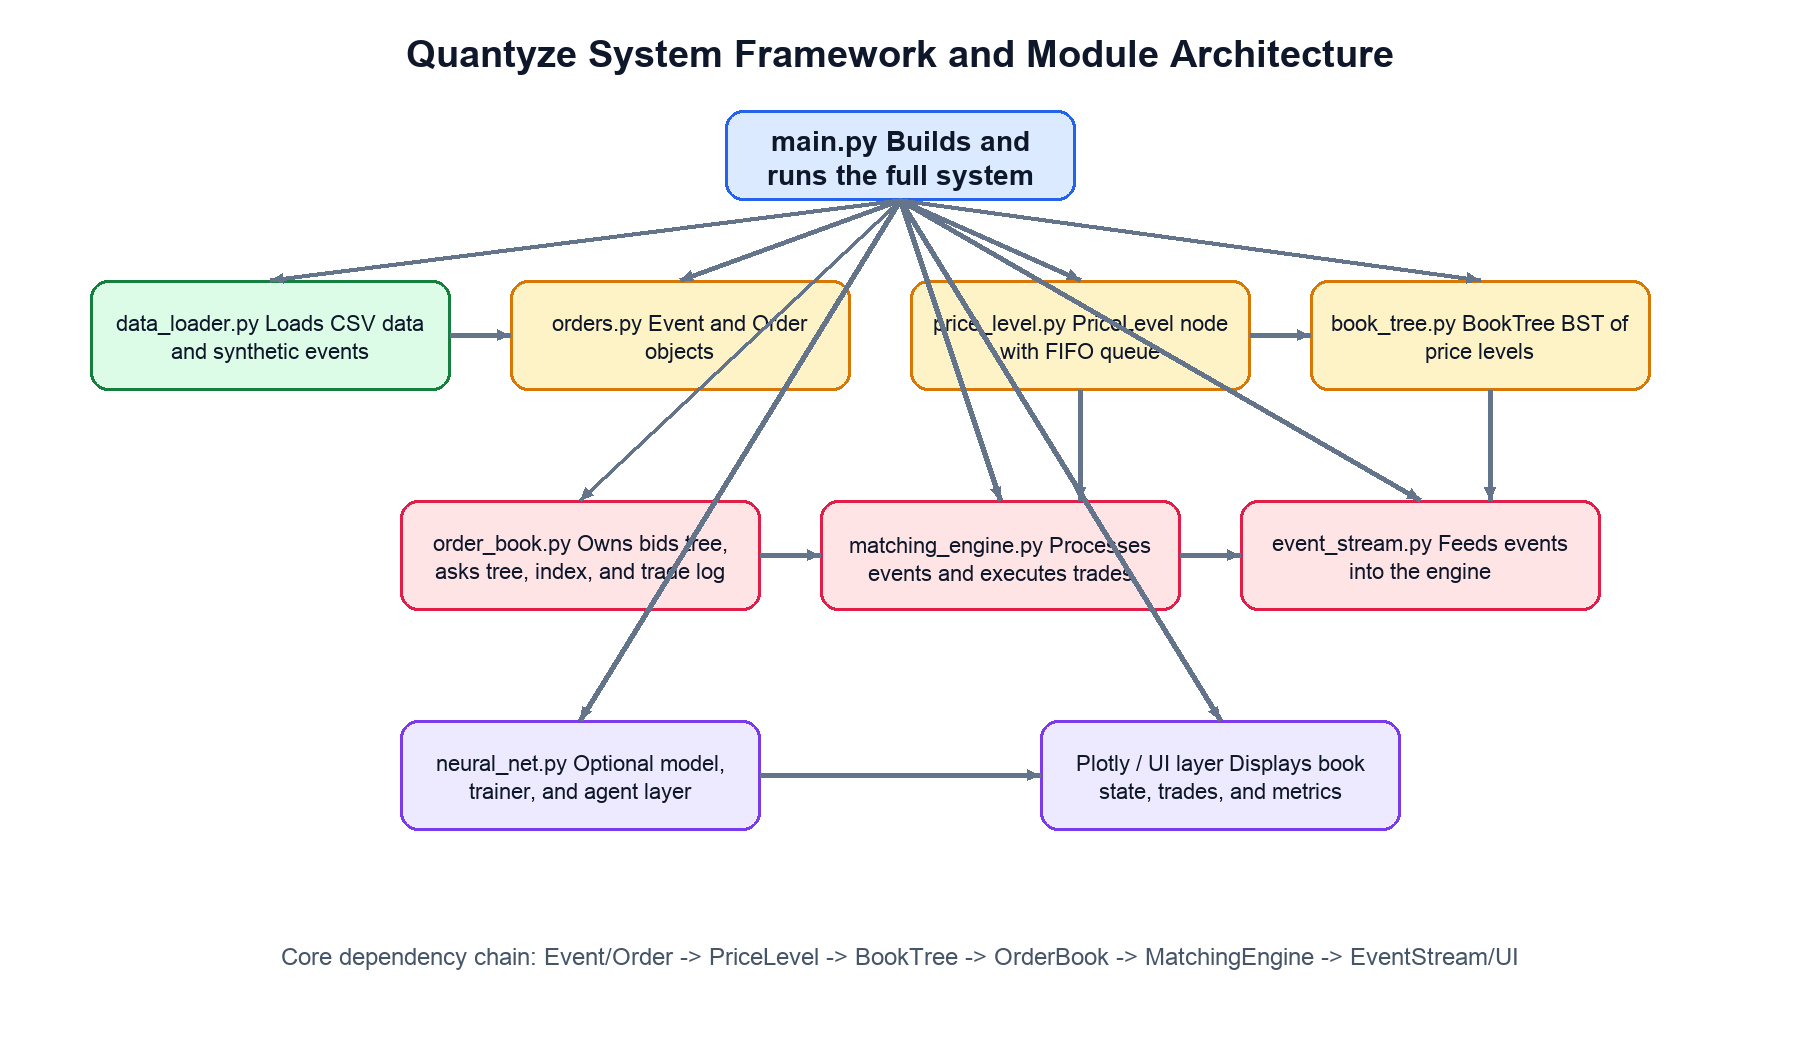 Quantyze System Framework and Module Architecture
main.py Builds and
runs the full system
data_loader.py Loads CSV data
and synthetic events
orders.py Event and Order
objects
price_level.py PriceLevel node
with FIFO queue
book_tree.py BookTree BST of
price levels
order_book.py Owns bids tree,
asks tree, index, and trade log
matching_engine.py Processes
events and executes trades
event_stream.py Feeds events
into the engine
neural_net.py Optional model,
trainer, and agent layer
Plotly / UI layer Displays book
state, trades, and metrics
Core dependency chain: Event/Order -> PriceLevel -> BookTree -> OrderBook -> MatchingEngine -> EventStream/UI